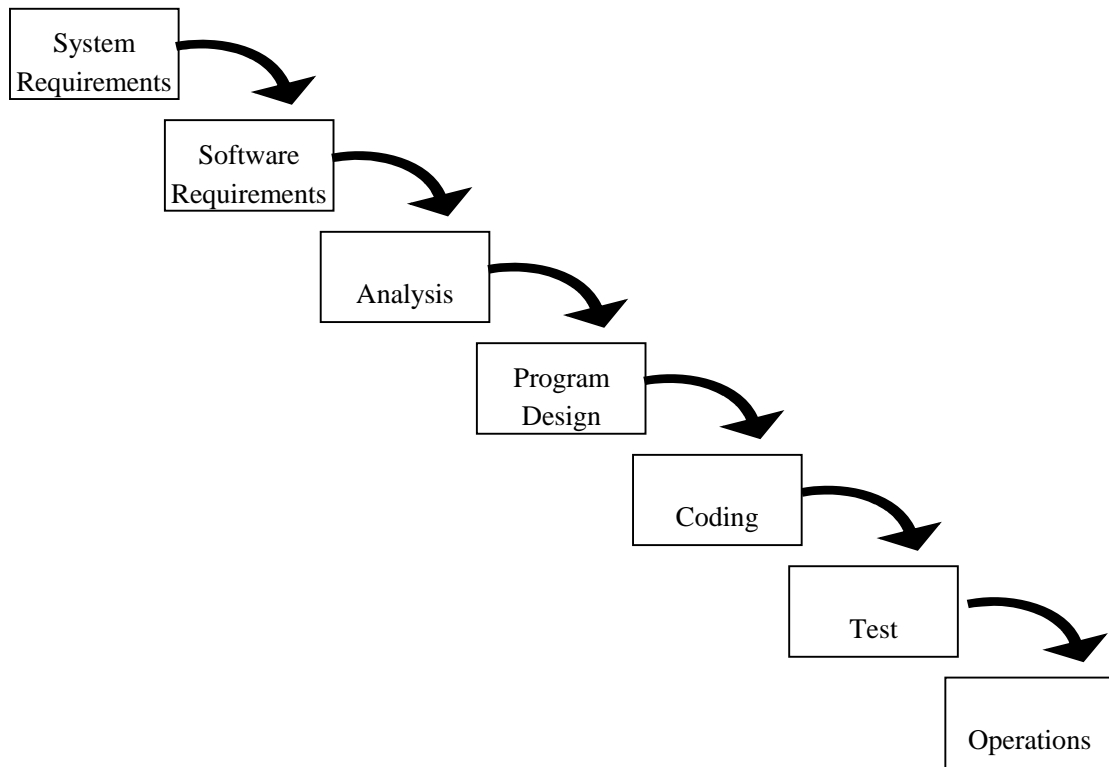 System
Requirements
Software
Requirements
Analysis
Program
Design
Coding
Test
Operations